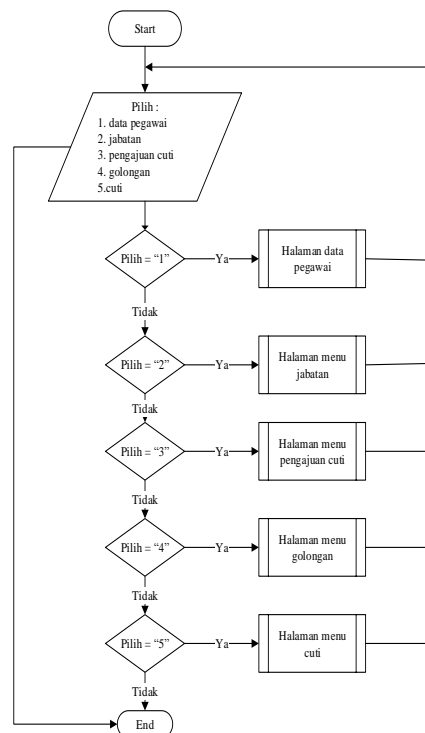 Start
Pilih :
1. data pegawai
2. jabatan
3. pengajuan cuti
4. golongan
5.cuti
Pilih = “1”
Ya
Halaman data
pegawai
Tidak
Pilih = “2”
Ya
Halaman menu
jabatan
Tidak
Pilih = “3”
Ya
Halaman menu
pengajuan cuti
Tidak
Pilih = “4”
Ya
Halaman menu
golongan
Tidak
Pilih = “5”
Ya
Halaman menu
cuti
Tidak
End